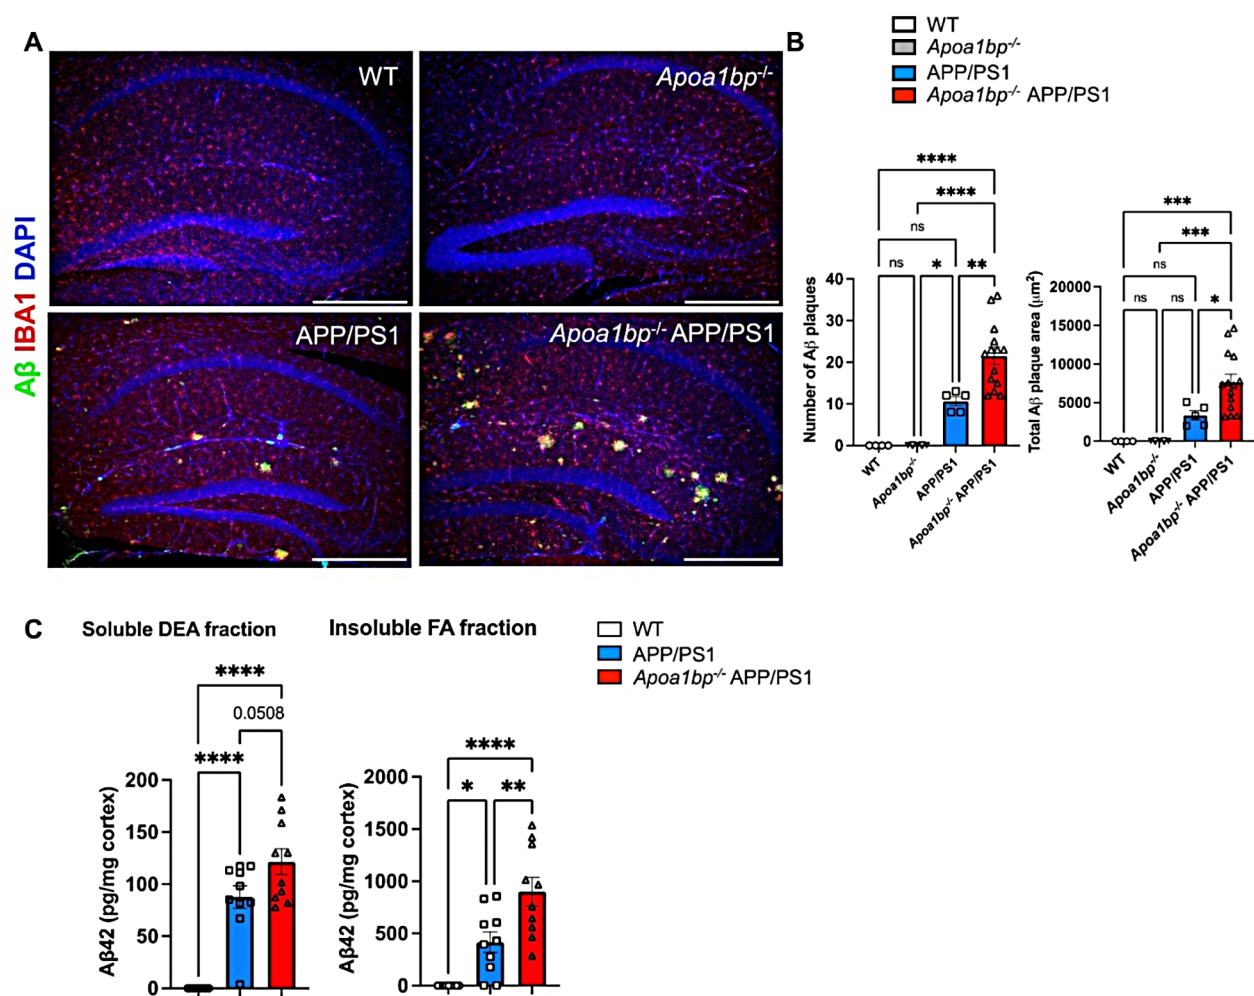 A
Aβ IBA1 DAPI
WT
Apoa1bp-/-
APP/PS1
Apoa1bp-/- APP/PS1
B
WT
Apoa1bp-/-
APP/PS1
Apoa1bp-/- APP/PS1
****
****
ns
ns
*
**
Number of Aβ plaques
40
30
20
10
0
WT
Apoa1bp-/-
APP/PS1
Apoa1bp-/- APP/PS1
***
***
ns
ns
ns
*
Total Aβ plaque area (μm2)
20000
15000
10000
5000
0
WT
Apoa1bp-/-
APP/PS1
Apoa1bp-/- APP/PS1
C
Soluble DEA fraction
****
0.0508
****
Aβ42 (pg/mg cortex)
200
150
100
50
0
Insoluble FA fraction
****
*
**
Aβ42 (pg/mg cortex)
2000
1500
1000
500
0
WT
APP/PS1
Apoa1bp-/- APP/PS1